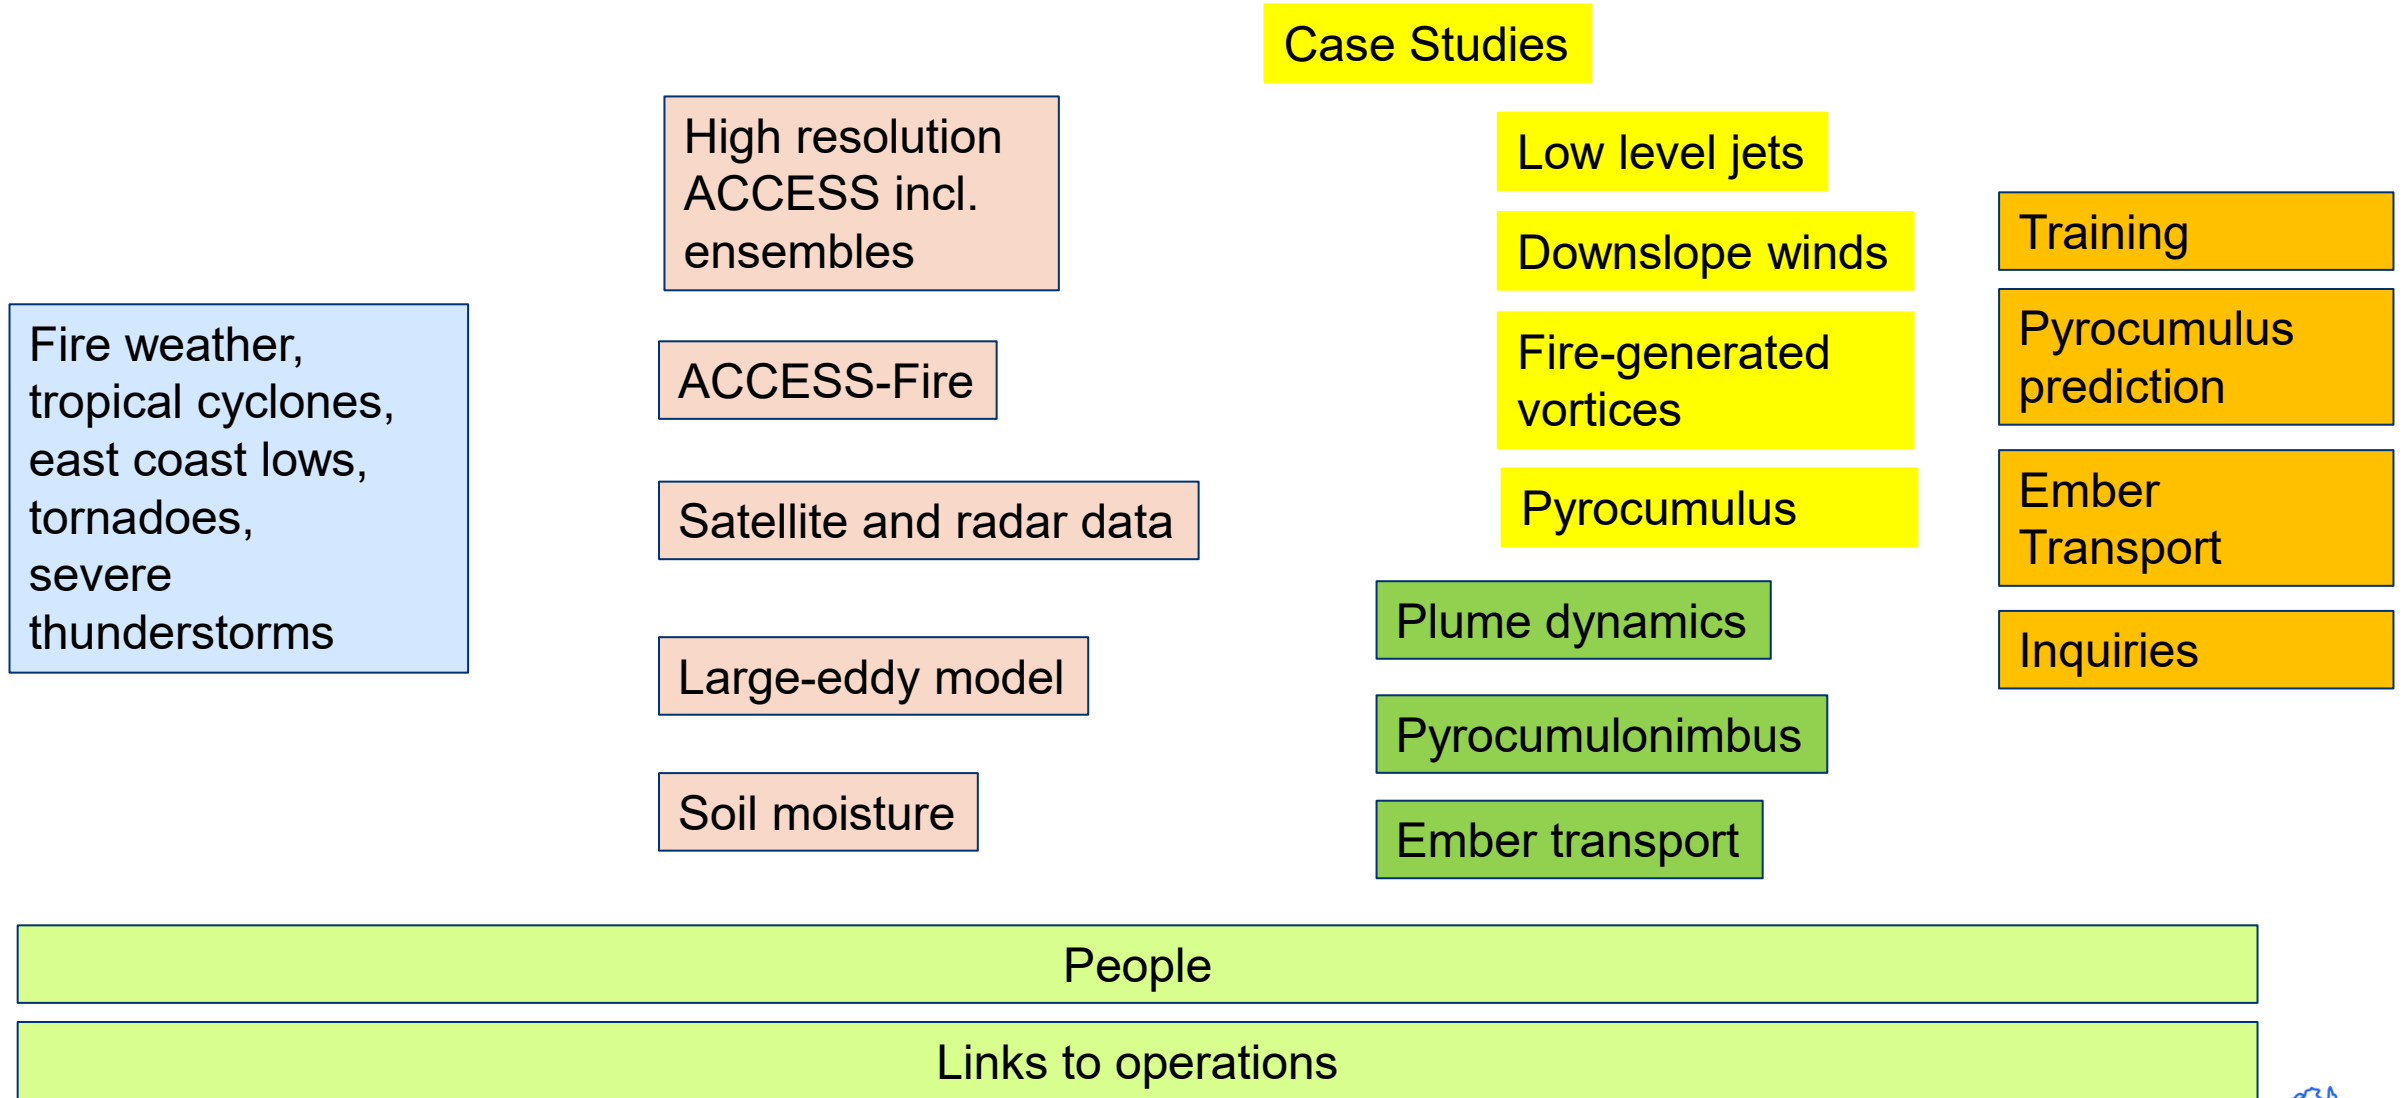 Case Studies
Fire weather,
tropical cyclones,
east coast lows,
tornadoes,
severe
thunderstorms
High resolution
ACCESS incl.
ensembles
ACCESS-Fire
Satellite and radar data
Large-eddy model
Soil moisture
Low level jets
Downslope winds
Fire-generated
vortices
Pyrocumulus
Plume dynamics
Pyrocumulonimbus
Ember transport
Training
Pyrocumulus
prediction
Ember
Transport
Inquiries
People
Links to operations